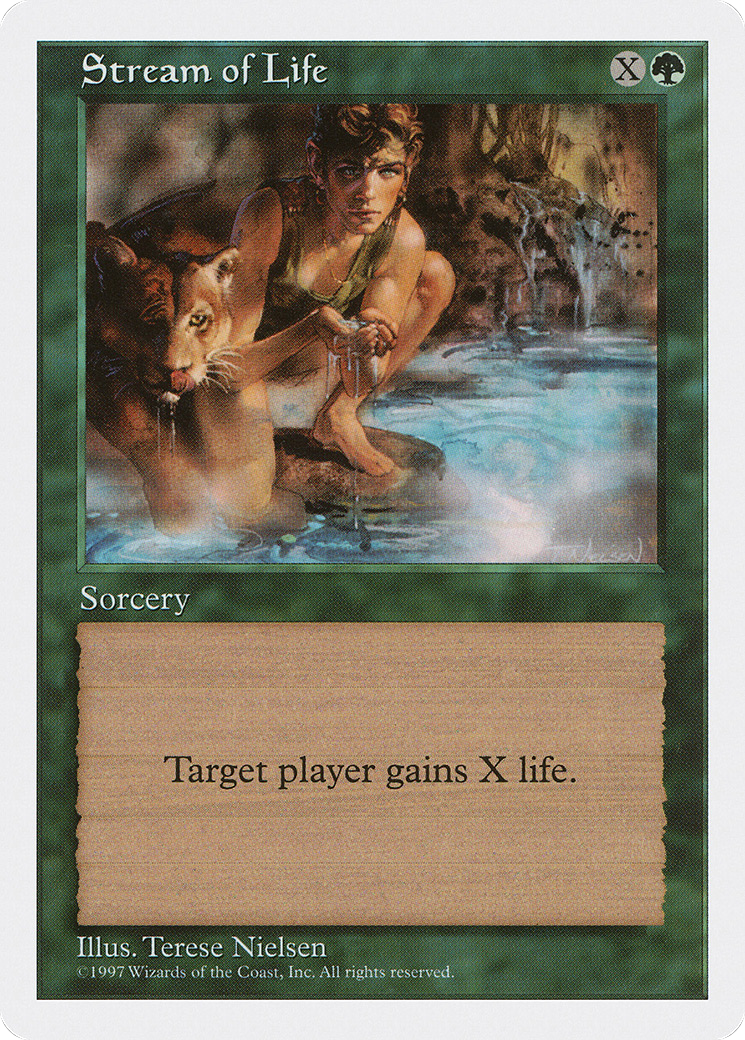 Stream of Life
X
Nielsen
Sorcery
Target player gains X life.
Illus. Terese Nielsen
©1997 Wizards of the Coast, Inc. All rights reserved.